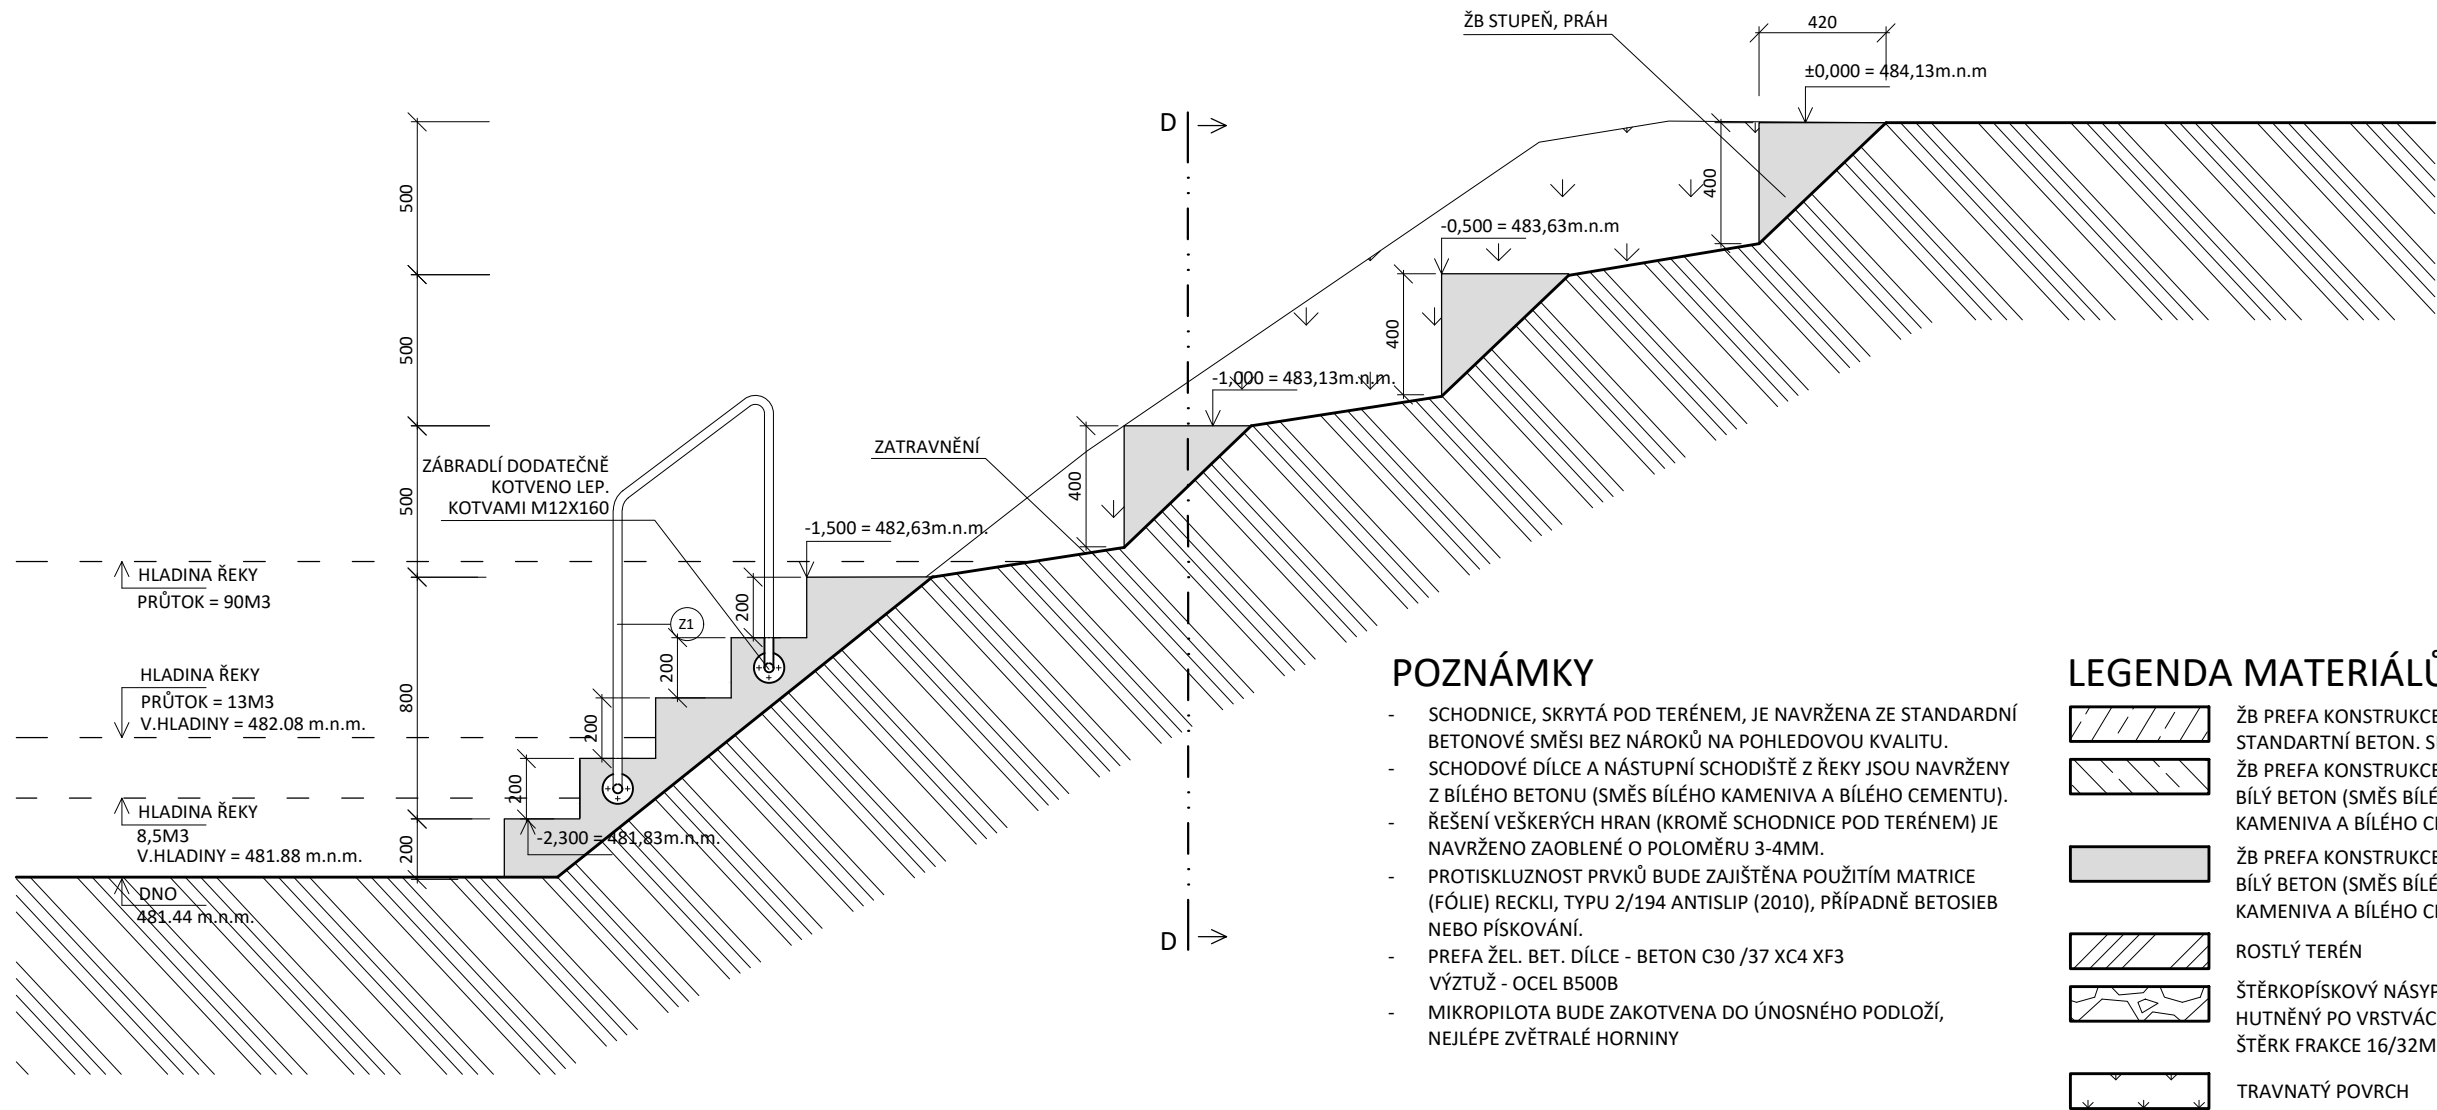 ŽB STUPEŇ, PRÁH
420
±0,000 = 484,13m.n.m
D
500
400
-0,500 = 483,63m.n.m
500
400
-1,000 = 483,13m.n.m.
ZÁBRADLÍ DODATEČNĚ
KOTVENO LEP.
KOTVAMI M12X160
ZATRAVNĚNÍ
500
400
-1,500 = 482,63m.n.m.
HLADINA ŘEKY
PRŮTOK = 90M3
200
Z1
200
HLADINA ŘEKY
PRŮTOK = 13M3
V.HLADINY = 482.08 m.n.m.
800
200
200
HLADINA ŘEKY
8,5M3
V.HLADINY = 481.88 m.n.m.
200
-2,300 = 481,83m.n.m.
DNO
481.44 m.n.m.
D
POZNÁMKY
- SCHODNICE, SKRYTÁ POD TERÉNEM, JE NAVRŽENA ZE STANDARDNÍ
BETONOVÉ SMĚSI BEZ NÁROKŮ NA POHLEDOVOU KVALITU.
- SCHODOVÉ DÍLCE A NÁSTUPNÍ SCHODIŠTĚ Z ŘEKY JSOU NAVRŽENY
Z BÍLÉHO BETONU (SMĚS BÍLÉHO KAMENIVA A BÍLÉHO CEMENTU).
- ŘEŠENÍ VEŠKERÝCH HRAN (KROMĚ SCHODNICE POD TERÉNEM) JE
NAVRŽENO ZAOBLENÉ O POLOMĚRU 3-4MM.
- PROTISKLUZNOST PRVKŮ BUDE ZAJIŠTĚNA POUŽITÍM MATRICE
(FÓLIE) RECKLI, TYPU 2/194 ANTISLIP (2010), PŘÍPADNĚ BETOSIEB
NEBO PÍSKOVÁNÍ.
- PREFA ŽEL. BET. DÍLCE - BETON C30 /37 XC4 XF3
VÝZTUŽ - OCEL B500B
- MIKROPILOTA BUDE ZAKOTVENA DO ÚNOSNÉHO PODLOŽÍ,
NEJLÉPE ZVĚTRALÉ HORNINY
LEGENDA MATERIÁLŮ
ŽB PREFA KONSTRUKCE
STANDARTNÍ BETON.
ŽB PREFA KONSTRUKCE
BÍLÝ BETON (SMĚS BÍLÉ
KAMENIVA A BÍLÉHO
ŽB PREFA KONSTRUKCE
BÍLÝ BETON (SMĚS BÍLÉ
KAMENIVA A BÍLÉHO
ROSTLÝ TERÉN
ŠTĚRKOPÍSKOVÝ NÁSYP
HUTNĚNÝ PO VRSTVÁC
ŠTĚRK FRAKCE 16/32M
TRAVNATÝ POVRCH